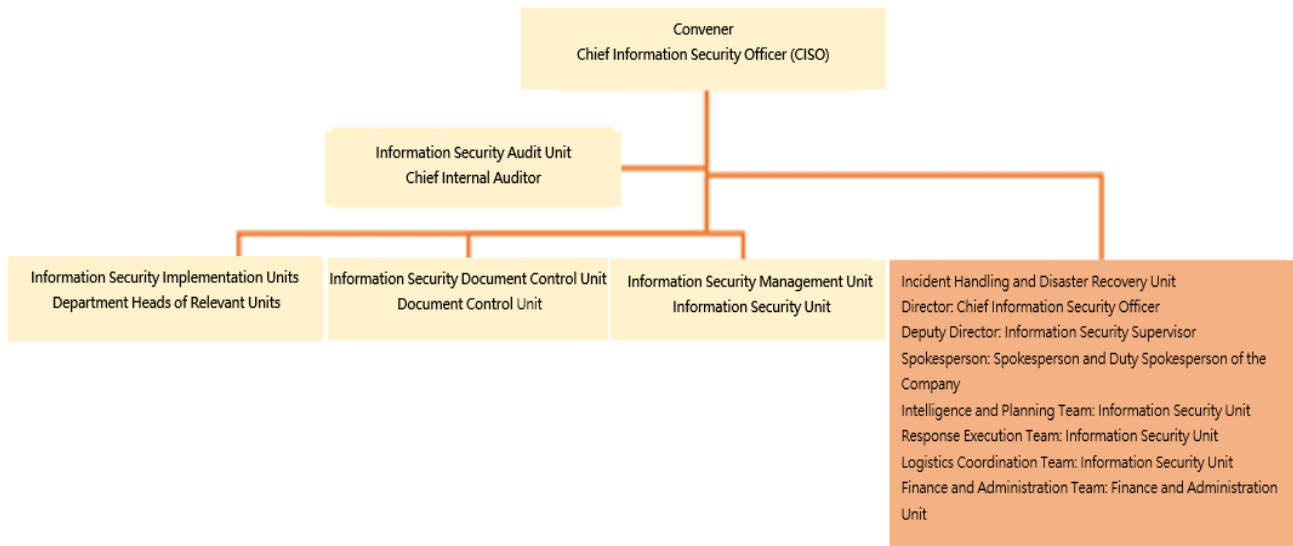 Convener
Chief Information Security Officer (CISO)
Information Security Audit Unit
Chief Internal Auditor
Information Security Implementation Units
Department Heads of Relevant Units
Information Security Document Control Unit
Document Control Unit
Information Security Management Unit
Information Security Unit
Incident Handling and Disaster Recovery Unit
Director: Chief Information Security Officer
Deputy Director: Information Security Supervisor
Spokesperson: Spokesperson and Duty Spokesperson of the
Company
Intelligence and Planning Team: Information Security Unit
Response Execution Team: Information Security Unit
Logistics Coordination Team: Information Security Unit
Finance and Administration Team: Finance and Administration
Unit